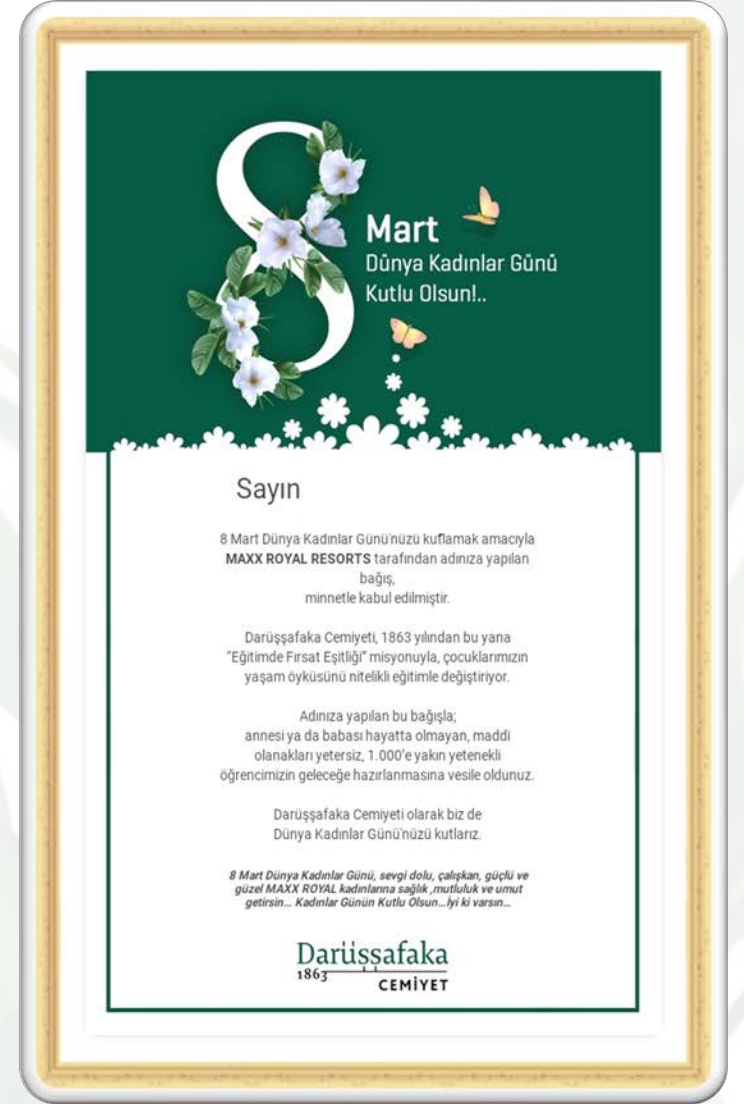 8
Mart
Dünya Kadınlar Günü
Kutlu Olsun!..
Sayın
8 Mart Dünya Kadınlar Günü'nüzü kutlamak amacıyla
MAXX ROYAL RESORTS tarafından adınıza yapılan
bağış,
minnetle kabul edilmiştir.
Darüşşafaka Cemiyeti, 1863 yılından bu yana
“Eğitimde Fırsat Eşitliği” misyonuyla, çocuklarımızın
yaşam öyküsünü nitelikli eğitimle değiştiriyor.
Adınıza yapılan bu bağışla;
annesi ya da babası hayatta olmayan, maddi
olanakları yetersiz, 1.000’e yakın yetenekli
öğrencimizin geleceğe hazırlanmasına vesile oldunuz.
Darüşşafaka Cemiyeti olarak biz de
Dünya Kadınlar Günü'nüzü kutlarız.
8 Mart Dünya Kadınlar Günü, sevgi dolu, çalışkan, güçlü ve
güzel MAXX ROYAL kadınlarına sağlık ,mutluluk ve umut
getirsin... Kadınlar Günün Kutlu Olsun...İyi ki varsın...
Darüşşafaka
1863
CEMİYET